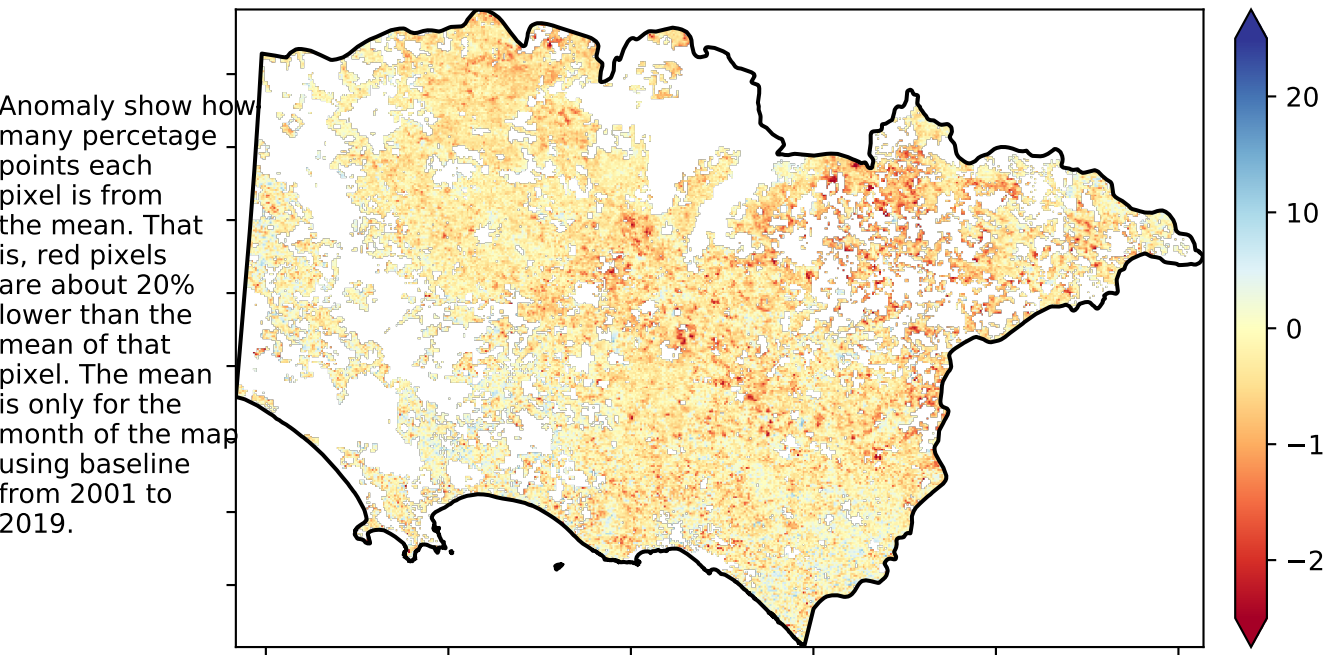 Anomaly show how
many percetage
points each
pixel is from
the mean. That
is, red pixels
are about 20%
lower than the
mean of that
pixel. The mean
is only for the
month of the map
using baseline
from 2001 to
2019.
20
10
0
−1
−2